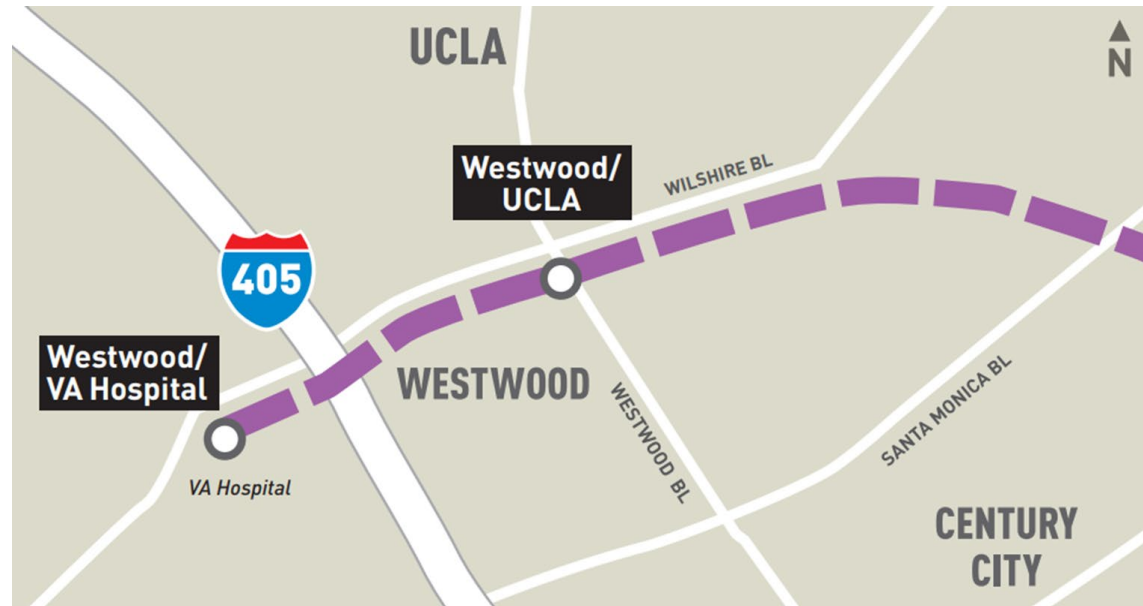 UCLA
N
Westwood/
UCLA
WILSHIRE BL
405
Westwood/
VA Hospital
WESTWOOD
VA Hospital
WESTWOOD BL
SANTA MONICA BL
CENTURY
CITY